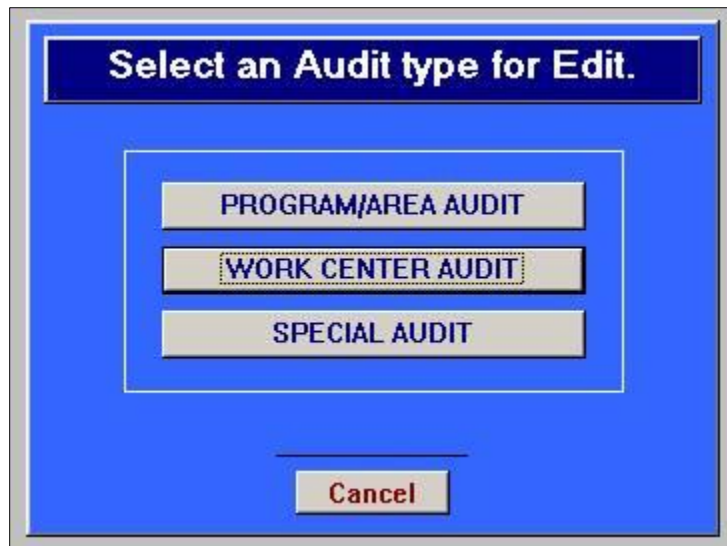 Select an Audit type for Edit.
PROGRAM/AREA AUDIT
WORK CENTER AUDIT
SPECIAL AUDIT
Cancel